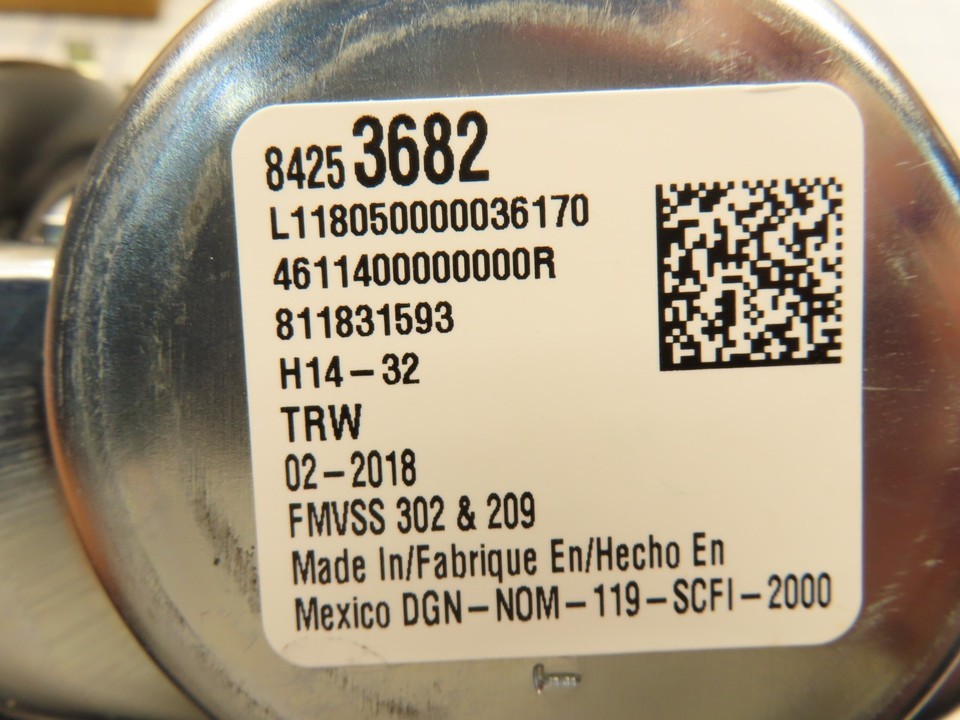 8425 3682
L118050000036170
4611400000000R
811831593
H14-32
TRW
02-2018
FMVSS 302 & 209
Made In/Fabrique En/Hecho En
Mexico DGN-NOM-119-SCFI-2000